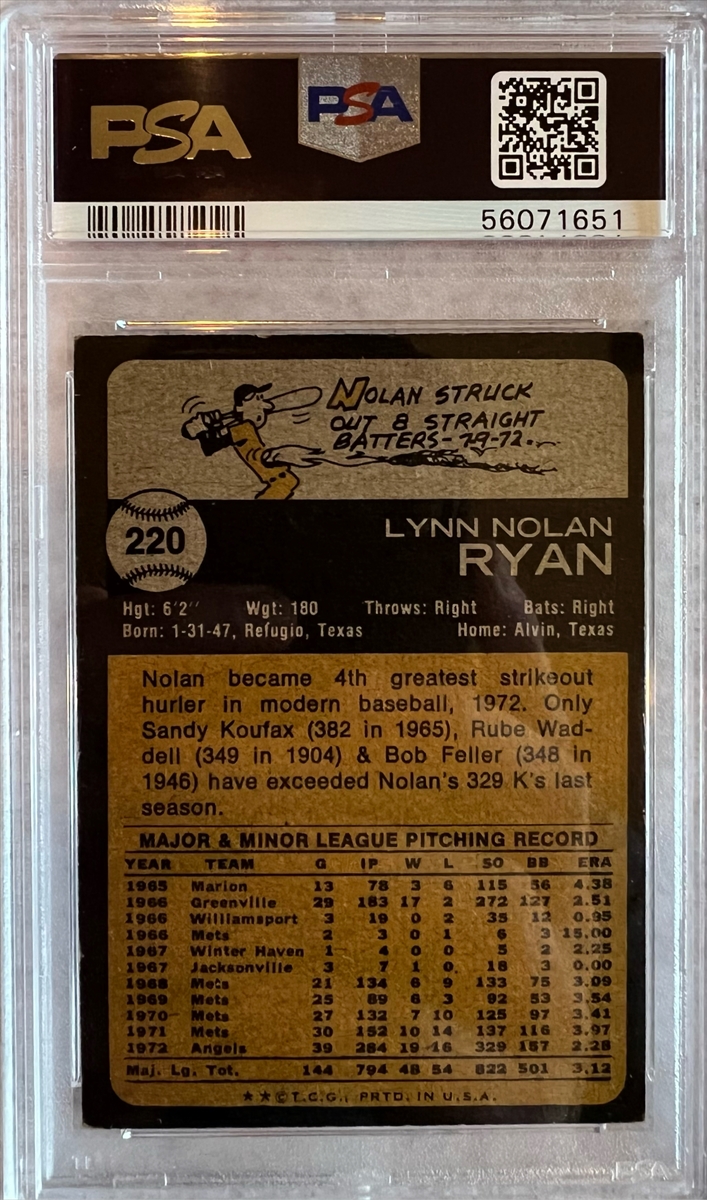 PSA PSA
56071651
NOLAN STRUCK
OUT 8 STRAIGHT
BATTERS-7-9-72.
220
LYNN NOLAN
RYAN
Hgt: 6'2" Wgt: 180 Throws: Right Bats: Right
Born: 1-31-47, Refugio, Texas Home: Alvin, Texas
Nolan became 4th greatest strikeout
hurler in modern baseball, 1972. Only
Sandy Koufax (382 in 1965), Rube Wad-
dell (349 in 1904) & Bob Feller (348 in
1946) have exceeded Nolan's 329 K's last
season.
MAJOR & MINOR LEAGUE PITCHING RECORD
YEAR TEAM G IP W L SO BB ERA
1965 Marion 13 78 3 6 115 56 4.38
1966 Greenville 29 183 17 2 272 127 2.51
1966 Williamsport 3 19 0 2 35 12 0.95
1966 Mets 2 3 0 1 6 3 15.00
1967 Winter Haven 1 4 0 0 5 2 2.25
1967 Jacksonville 3 7 1 0 18 3 0.00
1968 Mets 21 134 6 9 133 75 3.09
1969 Mets 25 89 6 3 92 53 3.54
1970 Mets 27 132 7 10 125 97 3.41
1971 Mets 30 152 10 14 137 116 3.97
1972 Angels 39 284 19 16 329 157 2.28
Maj. Lg. Tot. 144 794 48 54 822 501 3.12
★★©T.C.G., PRTD. IN U.S.A.
PSA